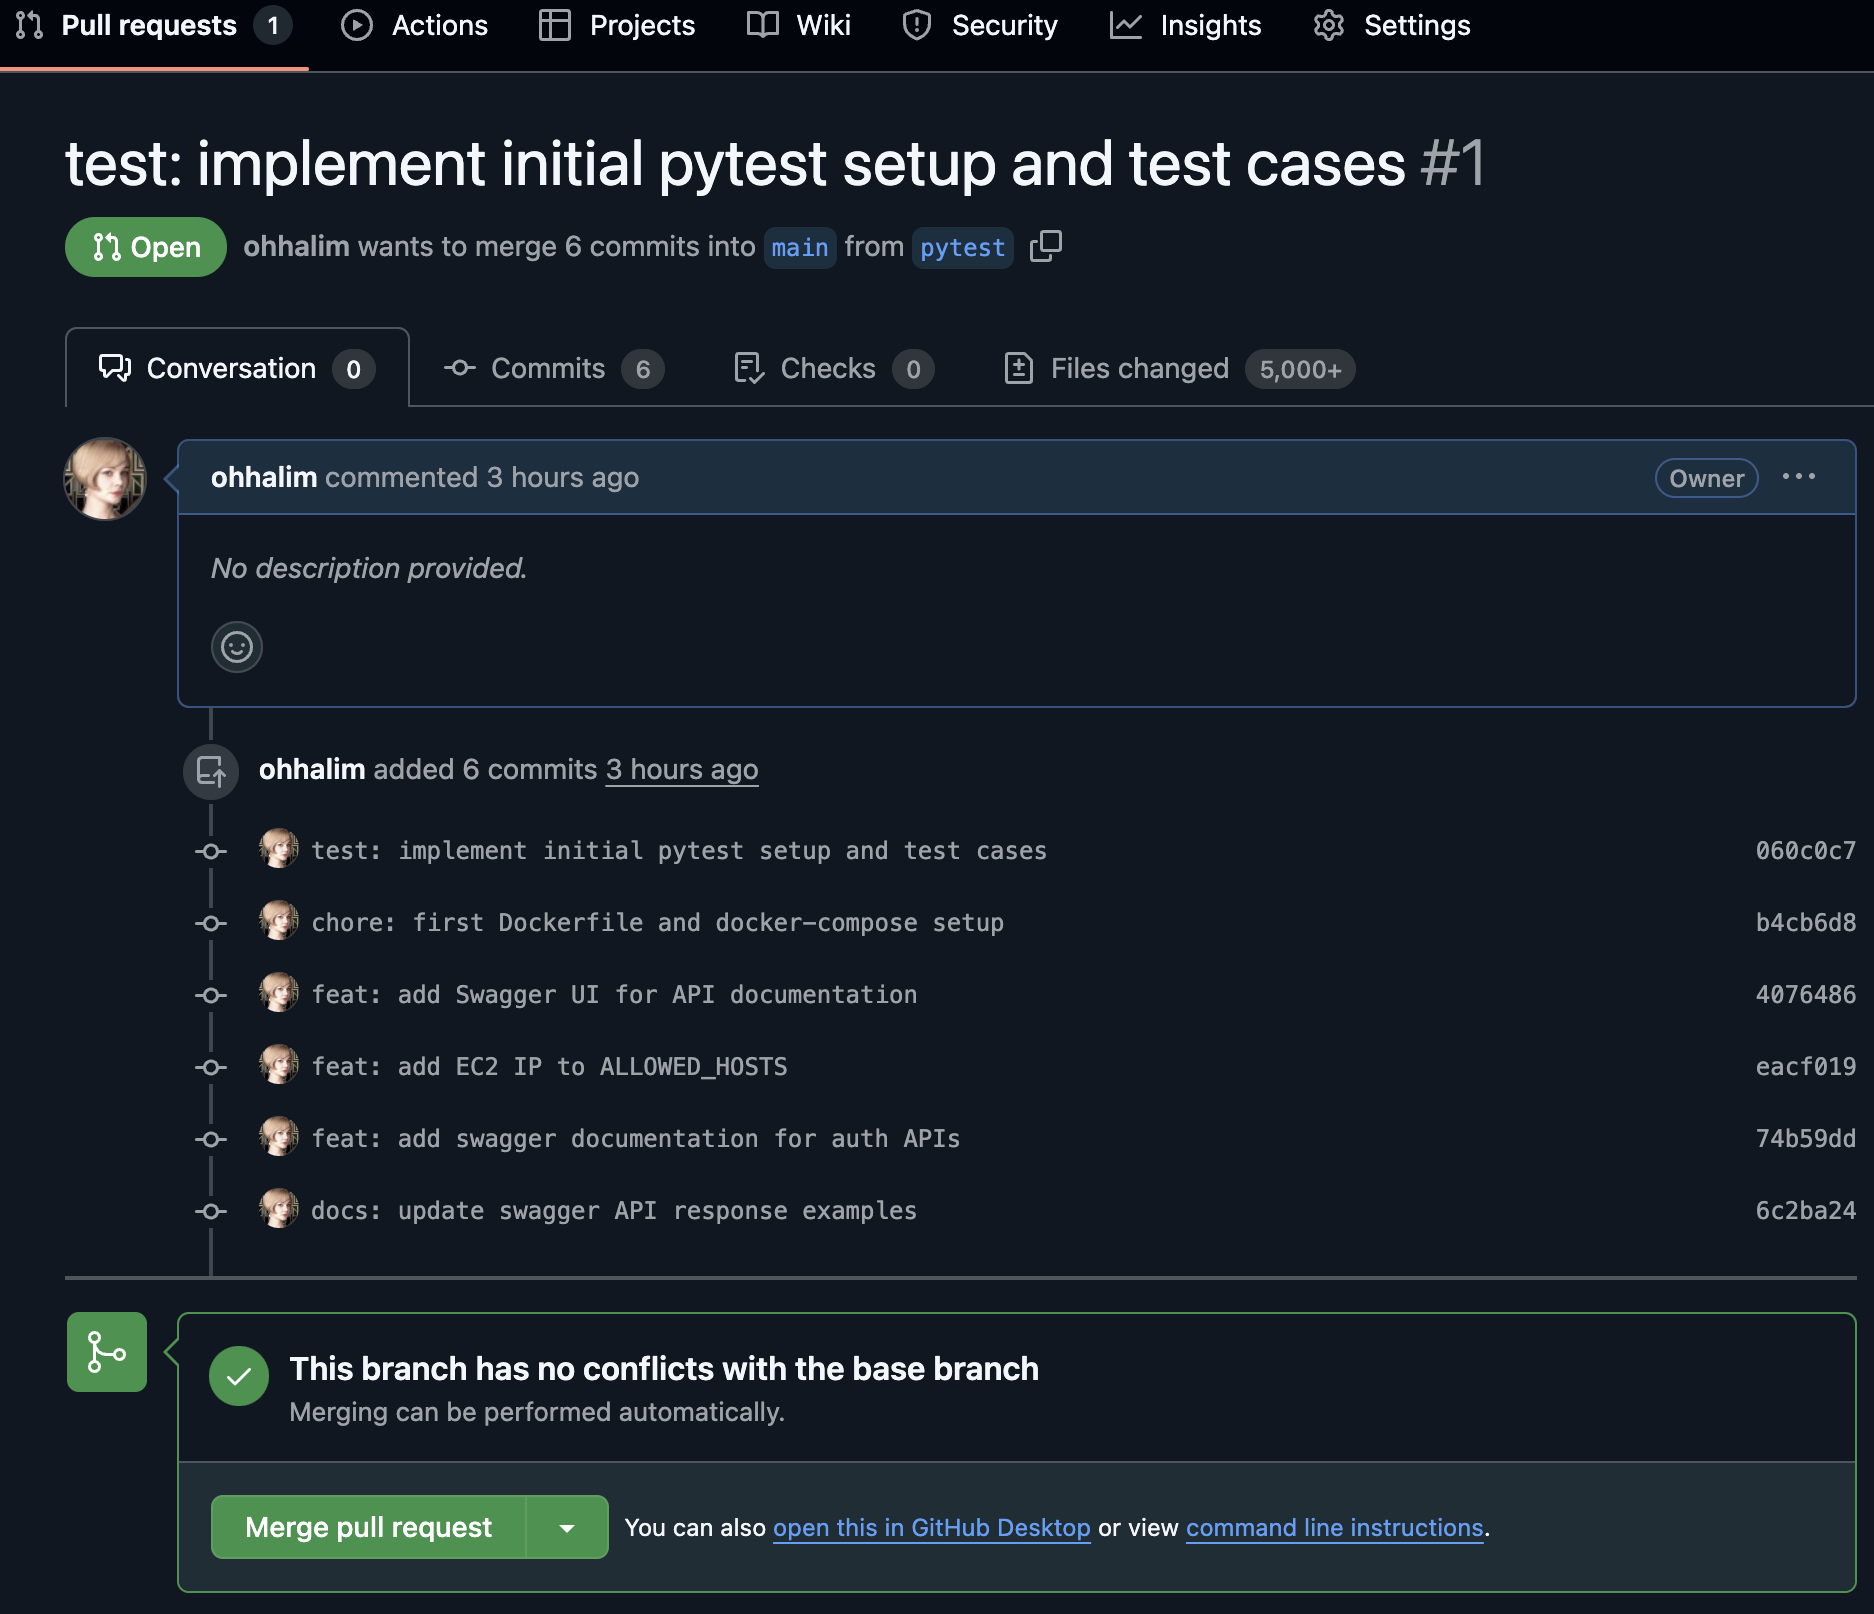 Pull requests 1 Actions Projects Wiki Security Insights Settings
test: implement initial pytest setup and test cases #1
Open ohhalim wants to merge 6 commits into main from pytest
Conversation 0 Commits 6 Checks 0 Files changed 5,000+
ohhalim commented 3 hours ago Owner
No description provided.
ohhalim added 6 commits 3 hours ago
test: implement initial pytest setup and test cases 060c0c7
chore: first Dockerfile and docker-compose setup b4cb6d8
feat: add Swagger UI for API documentation 4076486
feat: add EC2 IP to ALLOWED_HOSTS eacf019
feat: add swagger documentation for auth APIs 74b59dd
docs: update swagger API response examples 6c2ba24
This branch has no conflicts with the base branch
Merging can be performed automatically.
Merge pull request You can also open this in GitHub Desktop or view command line instructions.